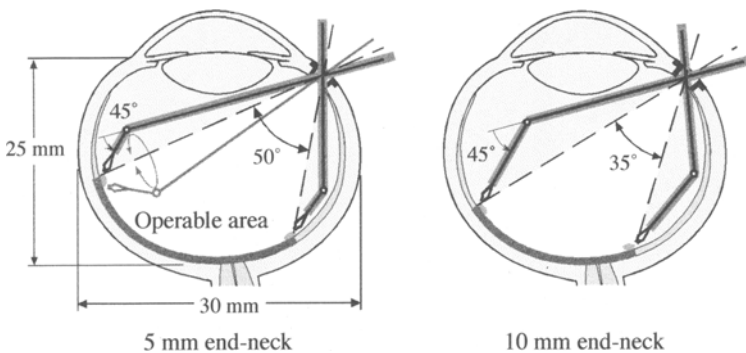 45°
25 mm
50°
Operable area
30 mm
5 mm end-neck
45°
35°
10 mm end-neck